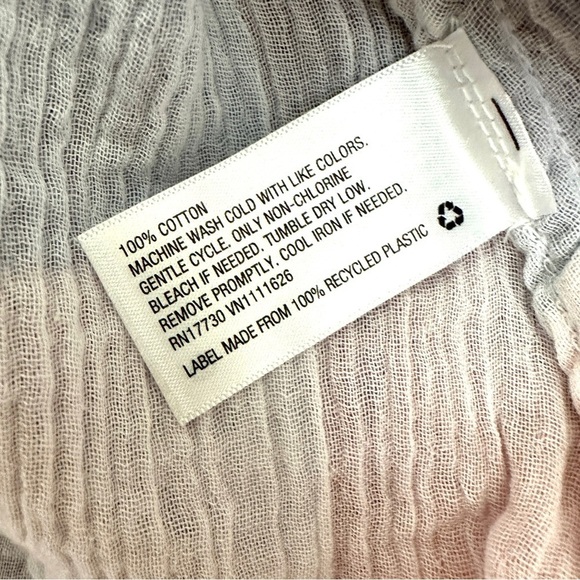 100% COTTON
MACHINE WASH COLD WITH LIKE COLORS.
GENTLE CYCLE. ONLY NON-CHLORINE
BLEACH IF NEEDED. TUMBLE DRY LOW.
REMOVE PROMPTLY. COOL IRON IF NEEDED.
RN17730 VN1111626
LABEL MADE FROM 100% RECYCLED PLASTIC